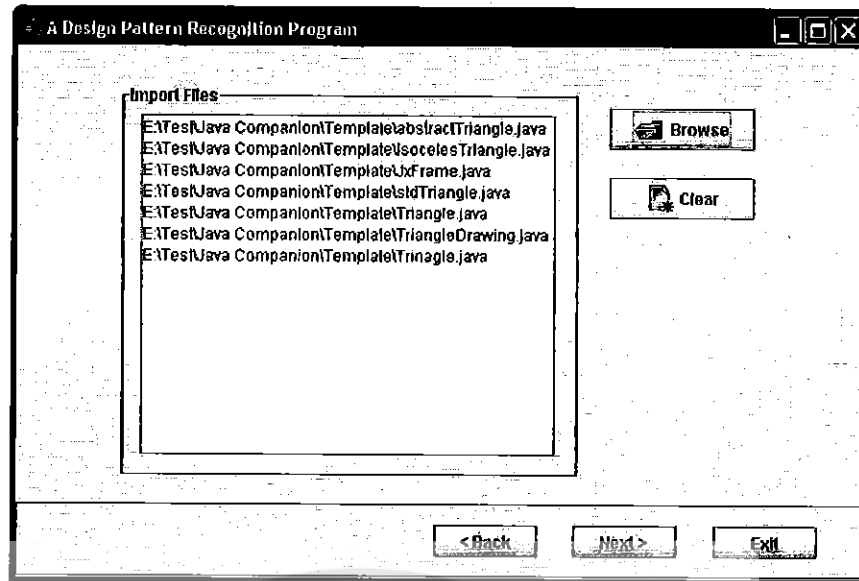 A Design Pattern Recognition Program
Import Files
E:\Test\Java Companion\Template\abstractTriangle.java
E:\Test\Java Companion\Template\IsocelesTriangle.java
E:\Test\Java Companion\Template\JxFrame.java
E:\Test\Java Companion\Template\stdTriangle.java
E:\Test\Java Companion\Template\Triangle.java
E:\Test\Java Companion\Template\TriangleDrawing.java
E:\Test\Java Companion\Template\Trinagle.java
Browse
Clear
< Back
Next >
Exit